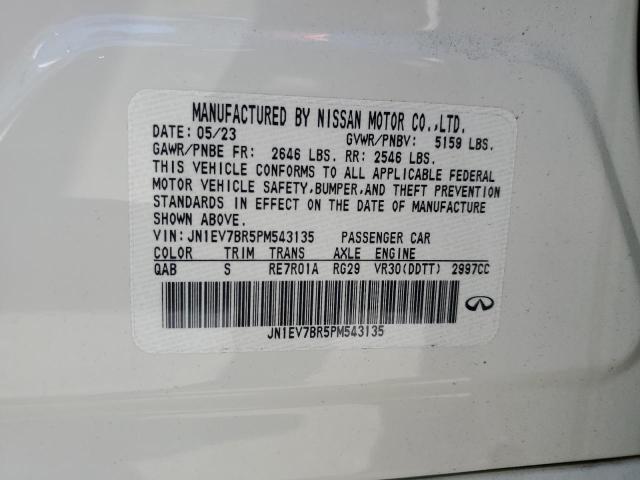 MANUFACTURED BY NISSAN MOTOR CO.,LTD.
DATE: 05/23 GVWR/PNBV: 5159 LBS.
GAWR/PNBE FR: 2646 LBS. RR: 2546 LBS.
THIS VEHICLE CONFORMS TO ALL APPLICABLE FEDERAL
MOTOR VEHICLE SAFETY,BUMPER,AND THEFT PREVENTION
STANDARDS IN EFFECT ON THE DATE OF MANUFACTURE
SHOWN ABOVE.
VIN:JN1EV7BR5PM543135 PASSENGER CAR
COLOR TRIM TRANS AXLE ENGINE
QAB S RE7R01A RG29 VR30(DDTT) 2997CC
JN1EV7BR5PM543135